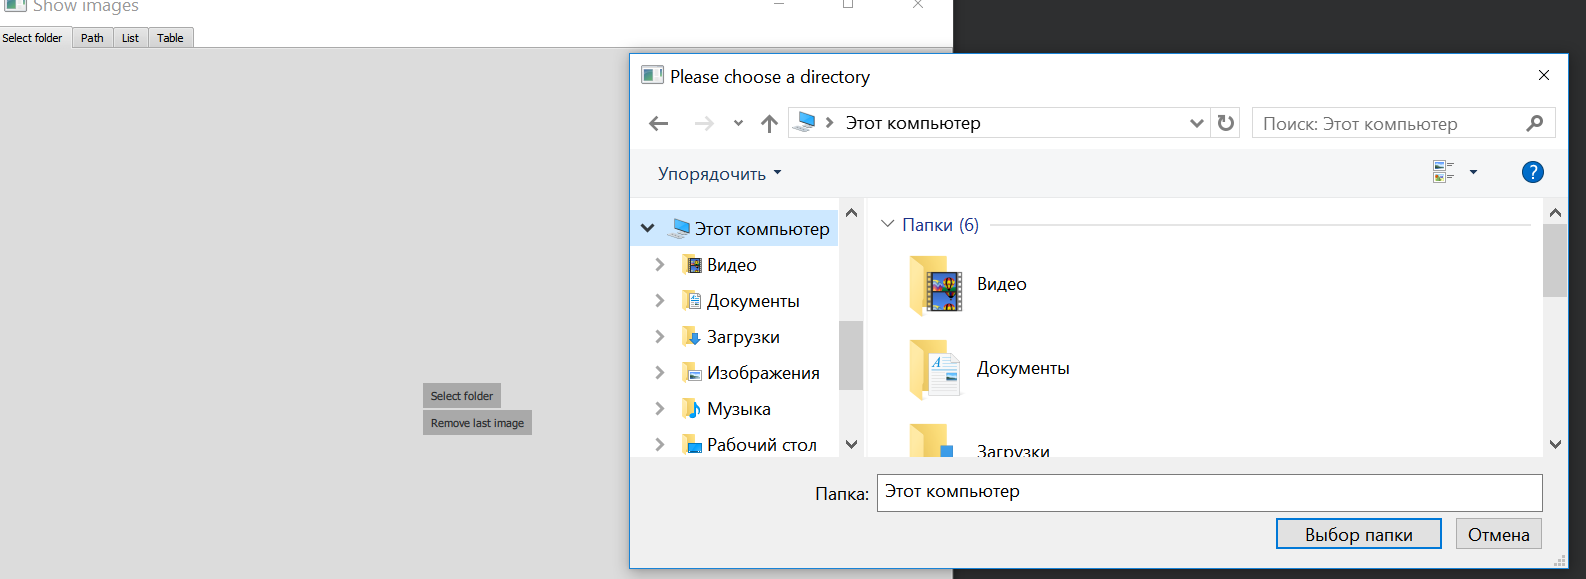 Show images
Select folder Path List Table
Please choose a directory
Этот компьютер
Поиск: Этот компьютер
Упорядочить
?
Этот компьютер
Видео
Документы
Загрузки
Изображения
Музыка
Рабочий стол
Папки (6)
Видео
Документы
Загрузки
Select folder
Remove last image
Папка: Этот компьютер
Выбор папки Отмена